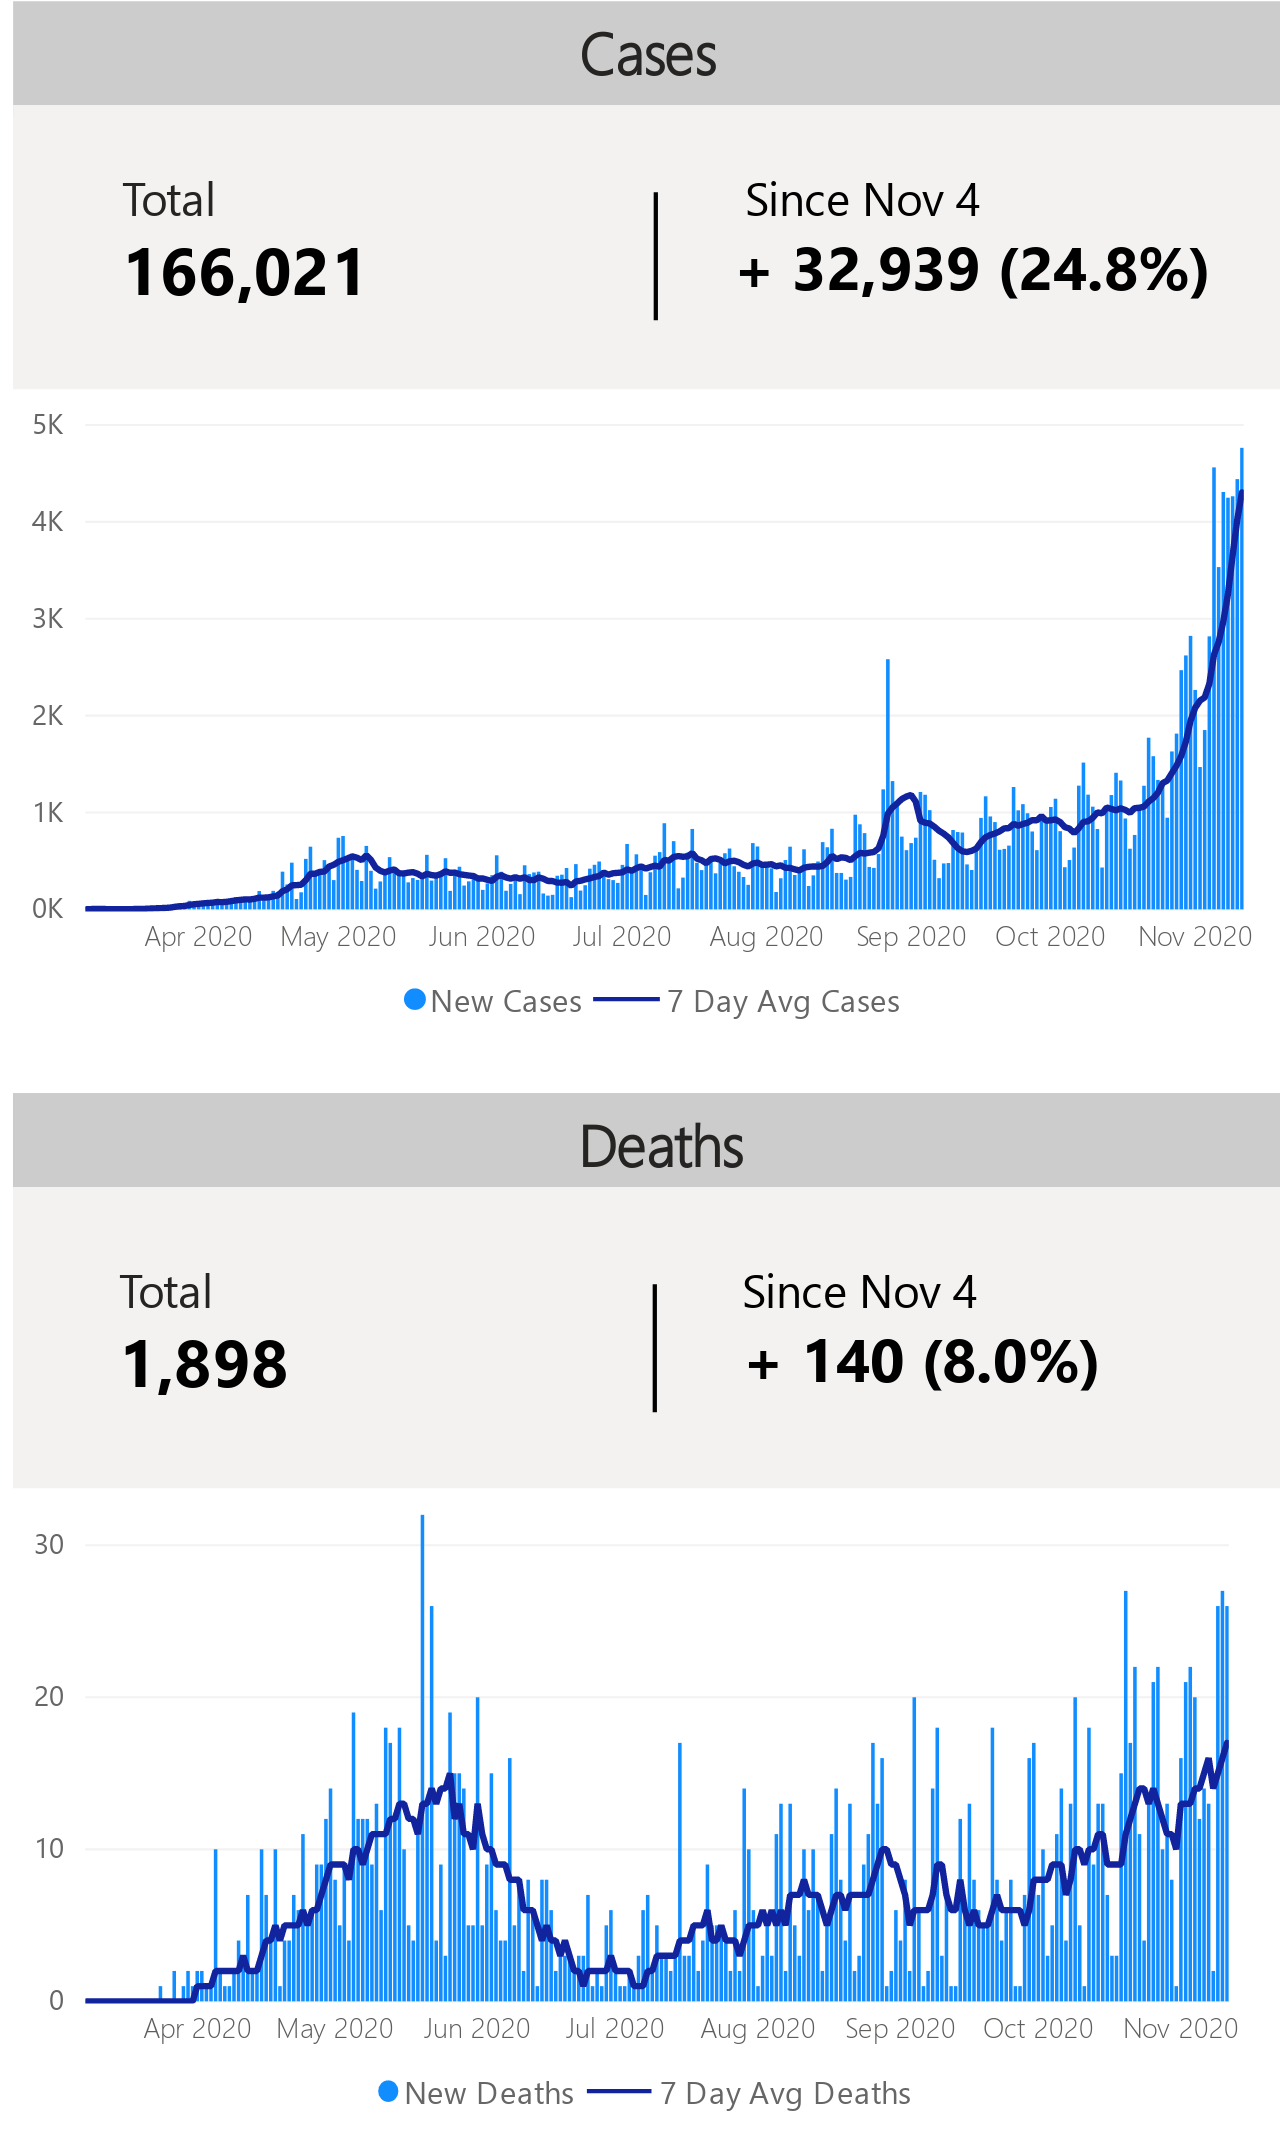 Cases
Total
Since Nov 4
166,021
+ 32,939 (24.8%)
5K
4K
3K
2K
1K
0K
Apr 2020 May 2020 Jun 2020 Jul 2020 Aug 2020 Sep 2020 Oct 2020 Nov 2020
New Cases 7 Day Avg Cases
Deaths
Total
Since Nov 4
1,898
+ 140 (8.0%)
30
20
10
0
Apr 2020 May 2020 Jun 2020 Jul 2020 Aug 2020 Sep 2020 Oct 2020 Nov 2020
New Deaths 7 Day Avg Deaths